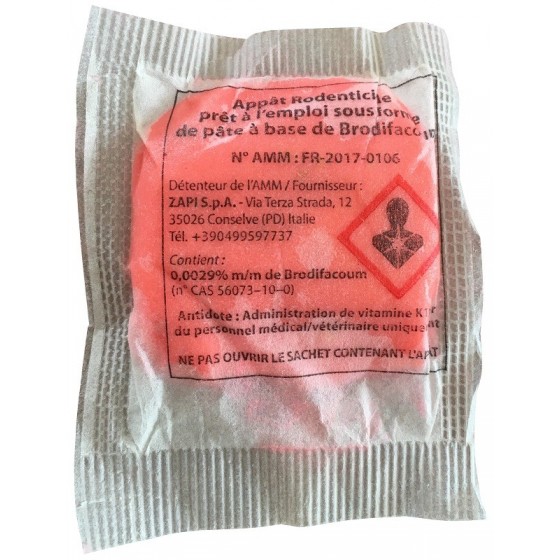 Appât Rodenticide
prêt à l'emploi sous forme
de pâte à base de Brodifacoum
N° AMM : FR-2017-0106
Détenteur de l'AMM / Fournisseur :
ZAPI S.p.A. - Via Terza Strada, 12
35026 Conselve (PD) Italie
Tél. +390499597737
Contient :
0,0029% m/m de Brodifacoum
(n° CAS 56073-10-0)
Antidote : Administration de vitamine K1
du personnel médical/vétérinaire
NE PAS OUVRIR LE SACHET CONTENANT